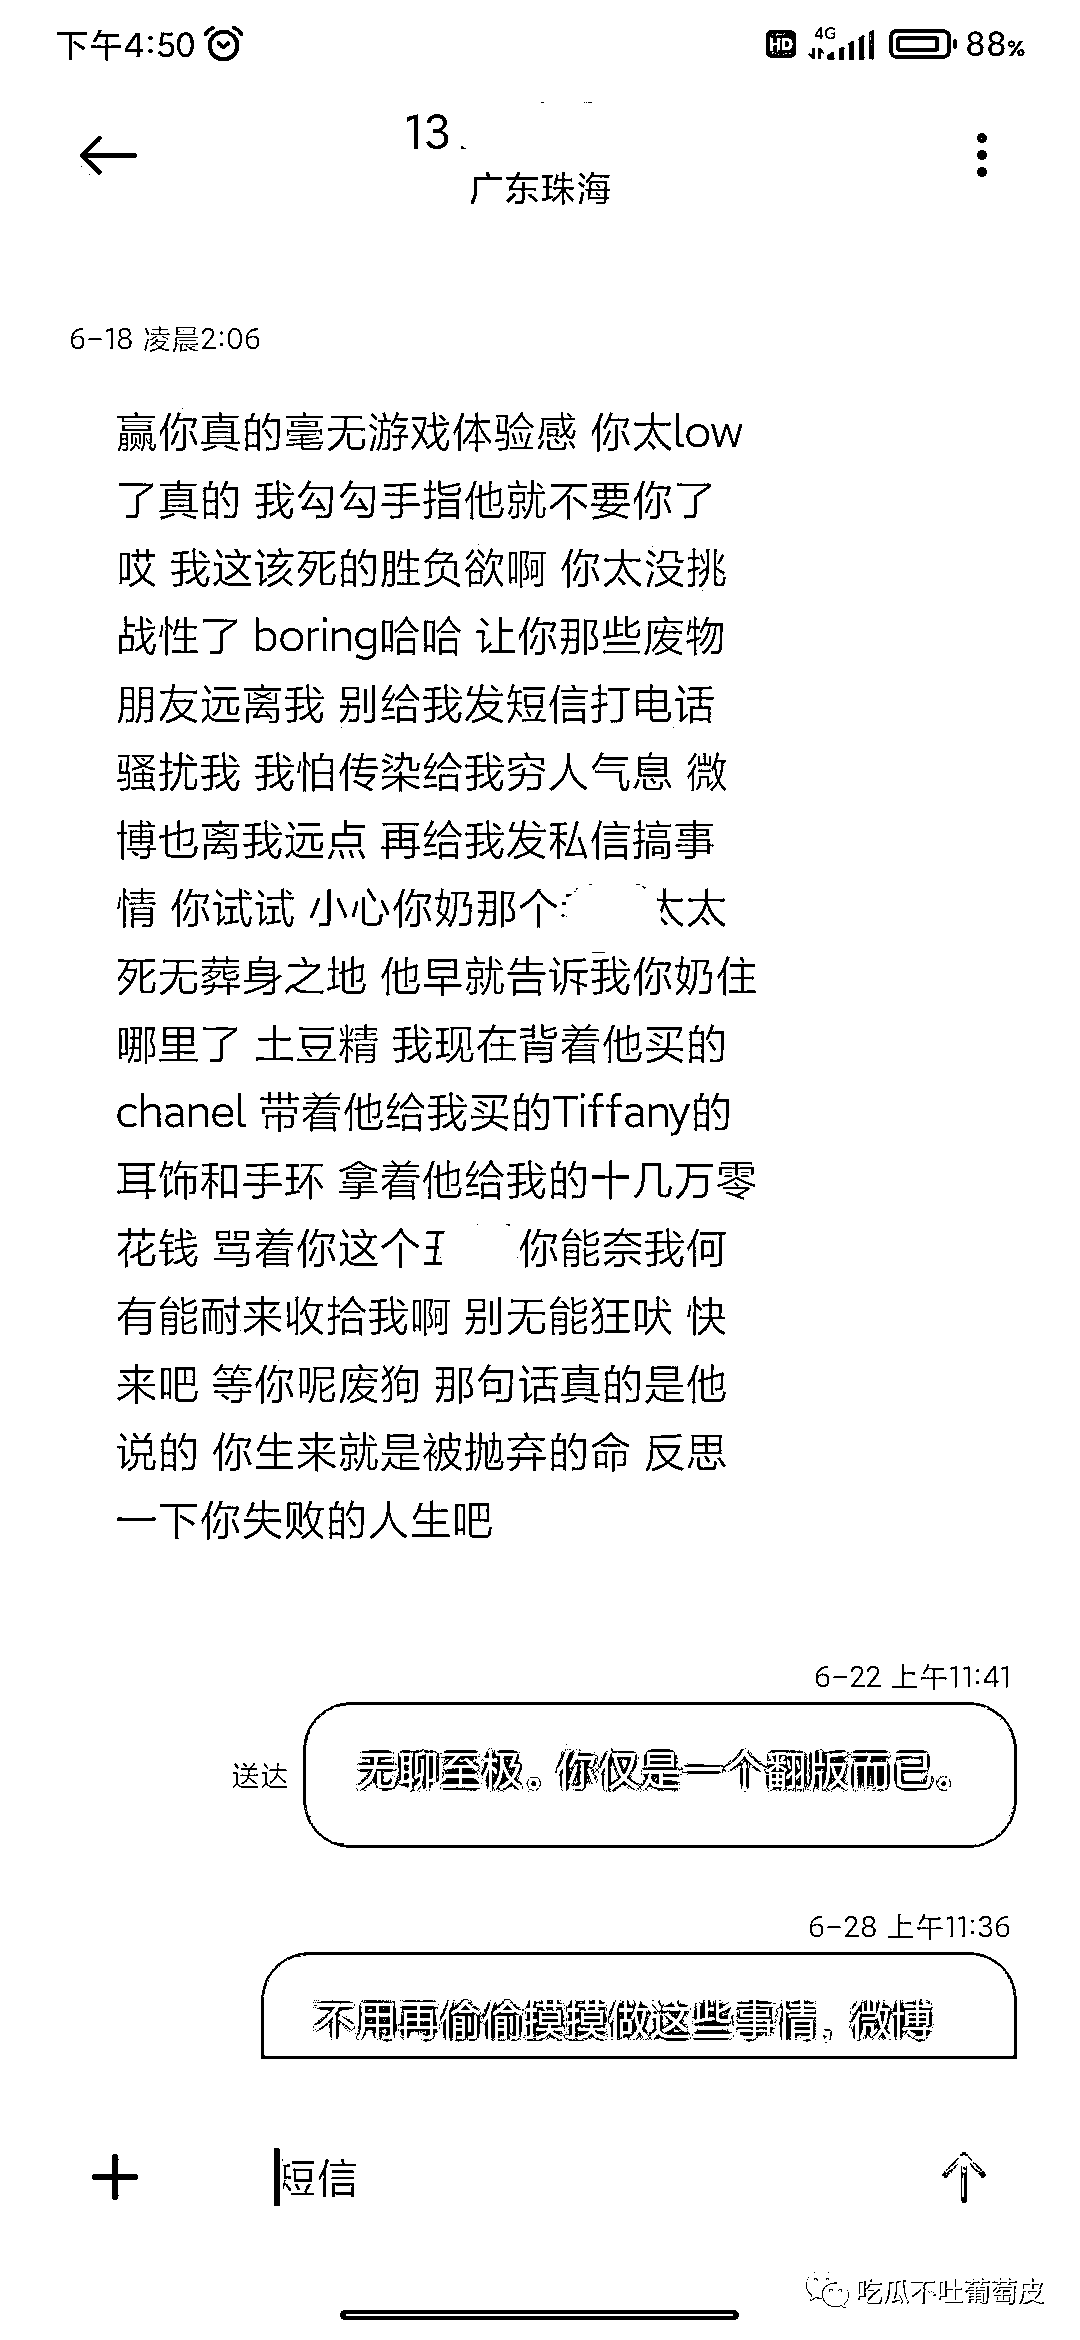 下午4:50
HD 4G 88%
13
广东珠海
6-18 凌晨2:06
赢你真的毫无游戏体验感 你太low
了真的 我勾勾手指他就不要你了
哎 我这该死的胜负欲啊 你太没挑
战性了 boring哈哈 让你那些废物
朋友远离我 别给我发短信打电话
骚扰我 我怕传染给我穷人气息 微
博也离我远点 再给我发私信搞事
情 你试试 小心你奶那个 太太
死无葬身之地 他早就告诉我你奶住
哪里了 土豆精 我现在背着他买的
chanel 带着他给我买的Tiffany的
耳饰和手环 拿着他给我的十几万零
花钱 骂着你这个 你能奈我何
有能耐来收拾我啊 别无能狂吠 快
来吧 等你呢废狗 那句话真的是他
说的 你生来就是被抛弃的命 反思
一下你失败的人生吧
6-22 上午11:41
送达 无聊至极。你仅是一个翻版而已。
6-28 上午11:36
不用再偷偷摸摸做这些事情，微博
短信
吃瓜不吐葡萄皮